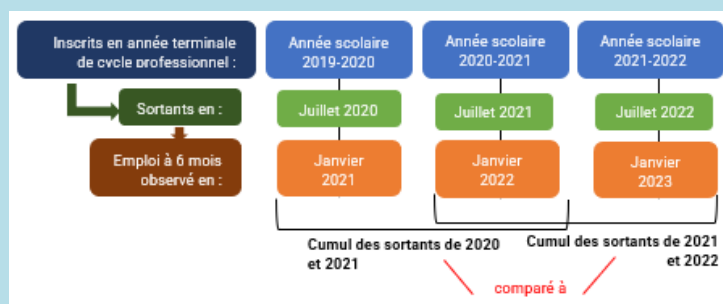 Inscrits en année terminale
de cycle professionnel :
Année scolaire
2019-2020
Année scolaire
2020-2021
Année scolaire
2021-2022
Sortants en :
Juillet 2020
Juillet 2021
Juillet 2022
Emploi à 6 mois
observé en :
Janvier
2021
Janvier
2022
Janvier
2023
Cumul des sortants de 2020
et 2021
Cumul des sortants de 2021
et 2022
comparé à